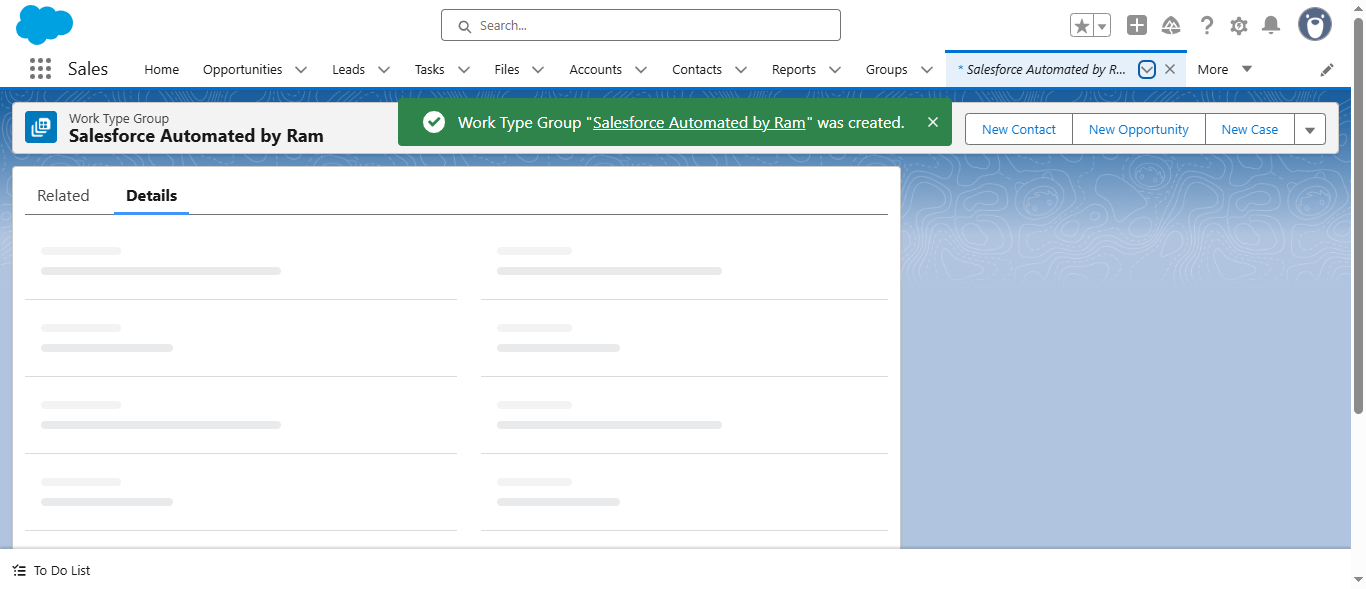 Search...
Sales
Home
Opportunities
Leads
Tasks
Files
Accounts
Contacts
Reports
Groups
* Salesforce Automated by R...
More
Work Type Group
Salesforce Automated by Ram
Work Type Group "Salesforce Automated by Ram" was created.
New Contact
New Opportunity
New Case
Related
Details
To Do List